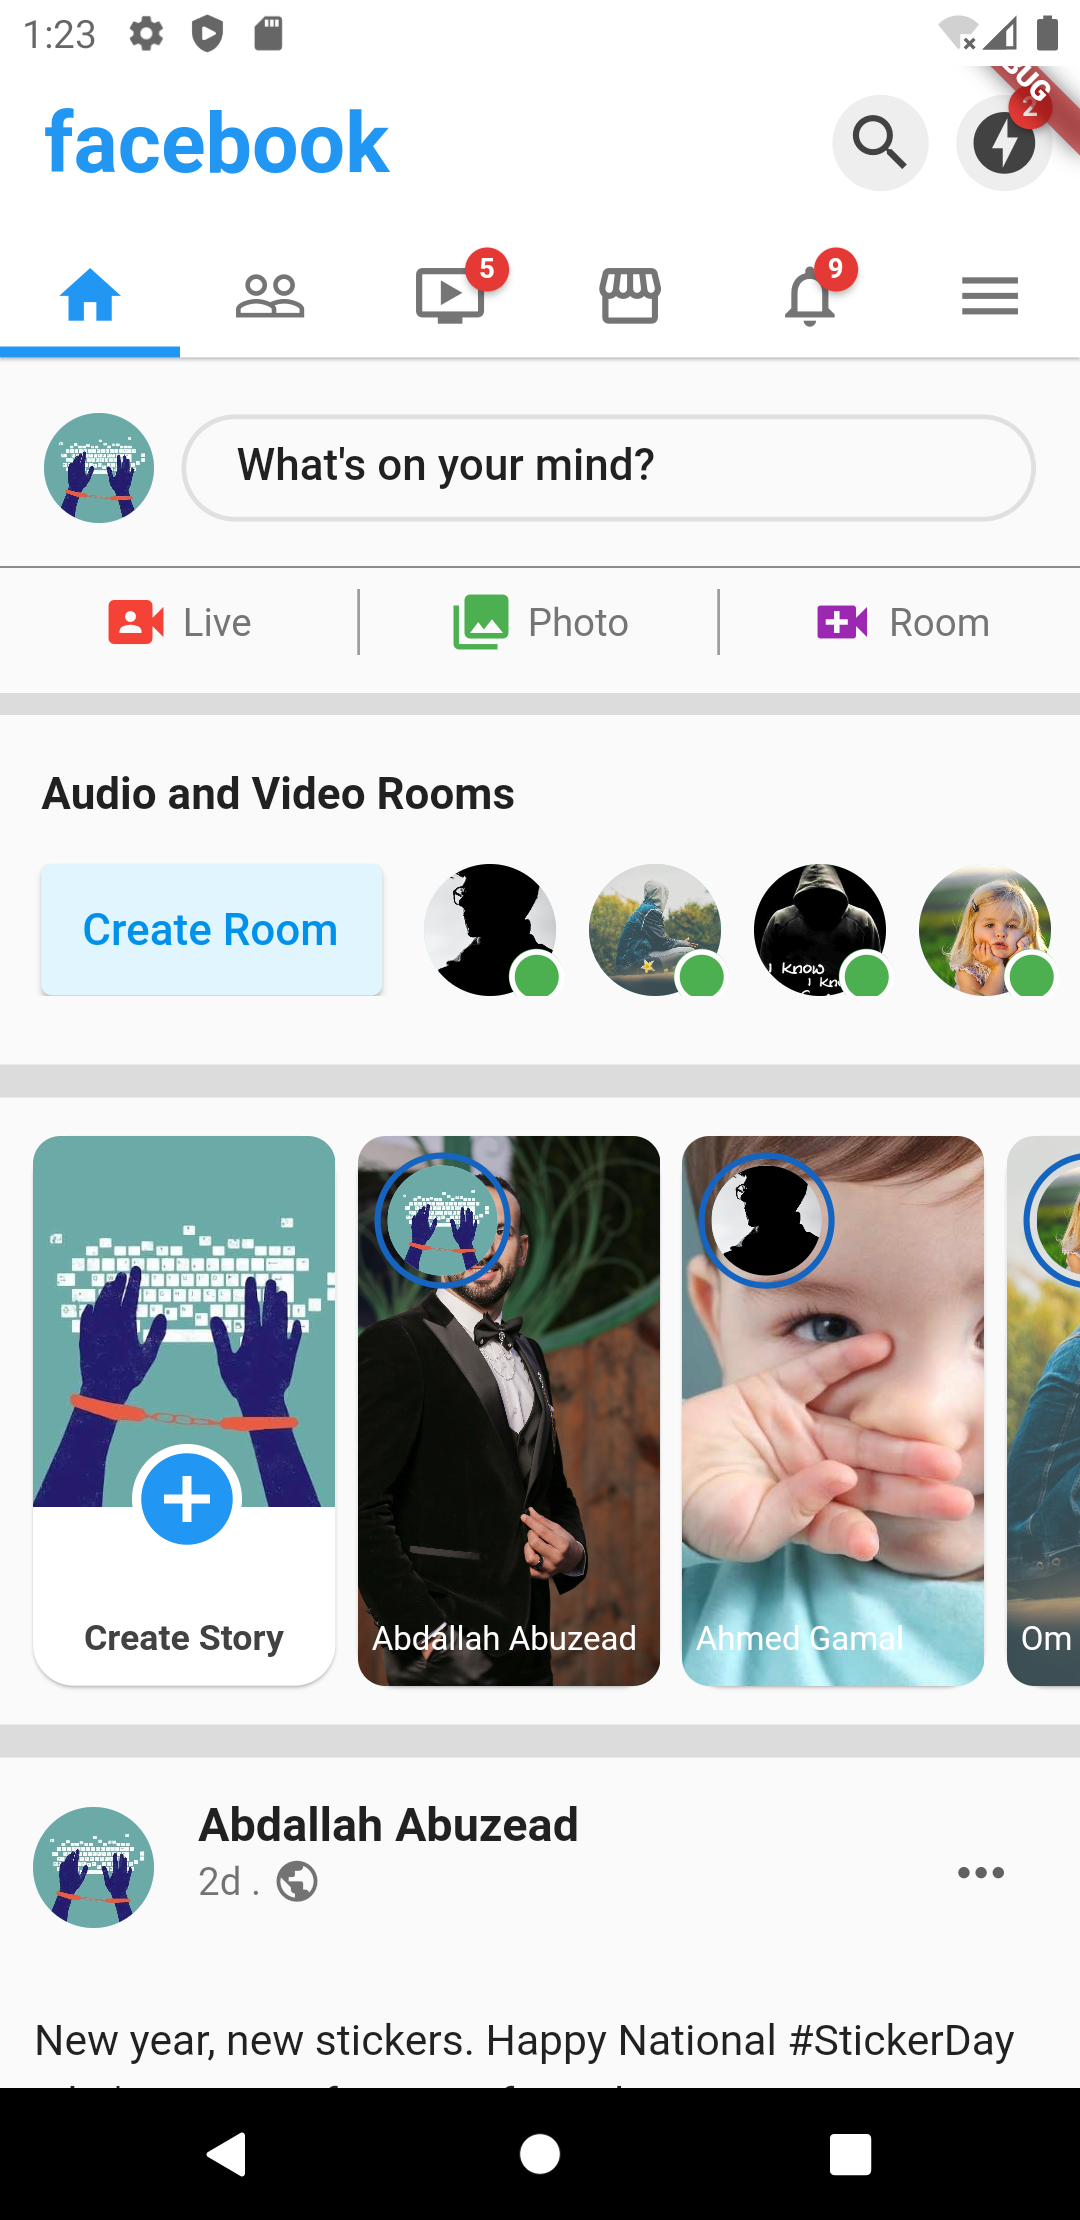 1:23
facebook
2
5
9
What's on your mind?
Live
Photo
Room
Audio and Video Rooms
Create Room
I know
Create Story
Abdallah Abuzead
Ahmed Gamal
Om
Abdallah Abuzead
2d .
New year, new stickers. Happy National #StickerDay